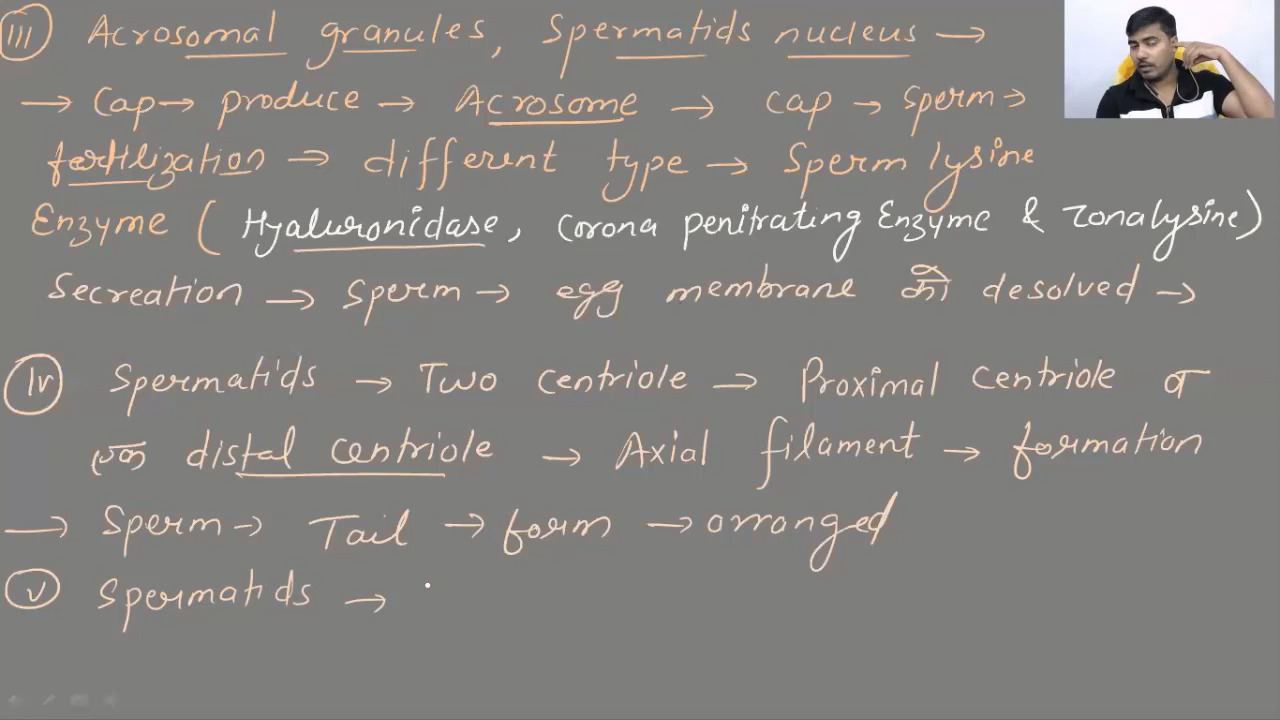 (iii) Acrosomal granules, Spermatids nucleus →
→ Cap → produce → Acrosome → cap → sperm →
fertilization → different type → Sperm lysine
Enzyme ( Hyaluronidase, corona penitrating Enzyme & zonalysine)
Secreation → sperm → egg membrane को desolved →
(iv) Spermatids → Two centriole → Proximal centriole व
एक distal centriole → Axial filament → formation
→ Sperm → Tail → form → arranged
(v) Spermatids →